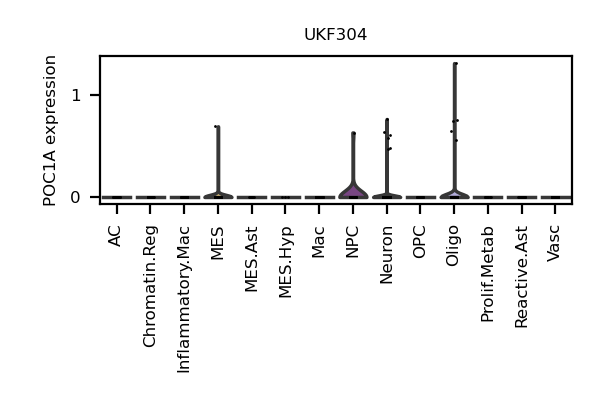 UKF304
POC1A expression
1
0
AC
Chromatin.Reg
Inflammatory.Mac
MES
MES.Ast
MES.Hyp
Mac
NPC
Neuron
OPC
Oligo
Prolif.Metab
Reactive.Ast
Vasc